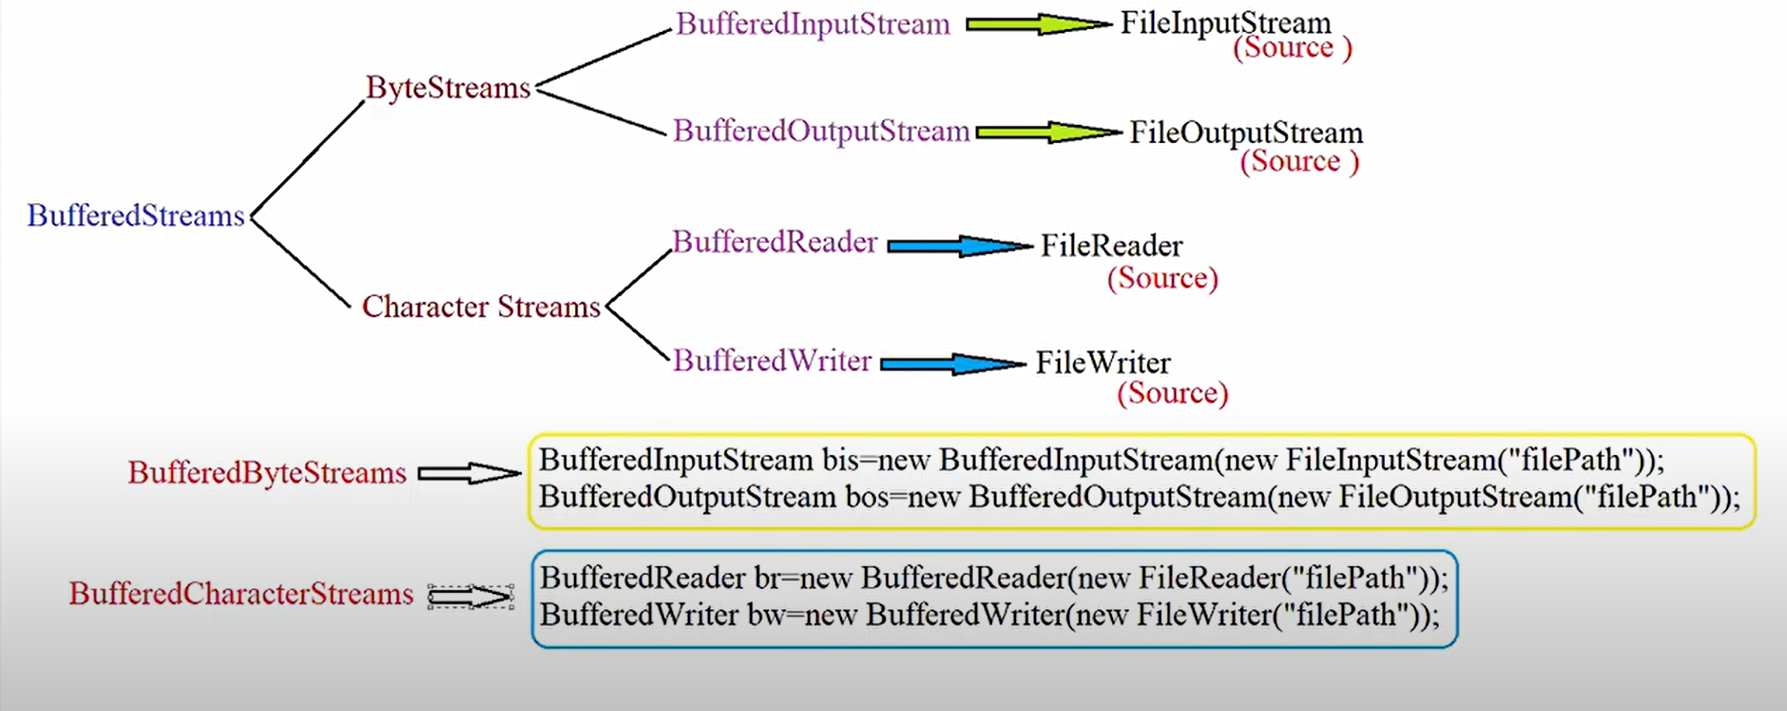 BufferedInputStream FileInputStream
(Source )
ByteStreams
BufferedOutputStream FileOutputStream
(Source )
BufferedStreams
BufferedReader FileReader
(Source)
Character Streams
BufferedWriter FileWriter
(Source)
BufferedByteStreams
BufferedInputStream bis=new BufferedInputStream(new FileInputStream("filePath"));
BufferedOutputStream bos=new BufferedOutputStream(new FileOutputStream("filePath"));
BufferedCharacterStreams
BufferedReader br=new BufferedReader(new FileReader("filePath"));
BufferedWriter bw=new BufferedWriter(new FileWriter("filePath"));